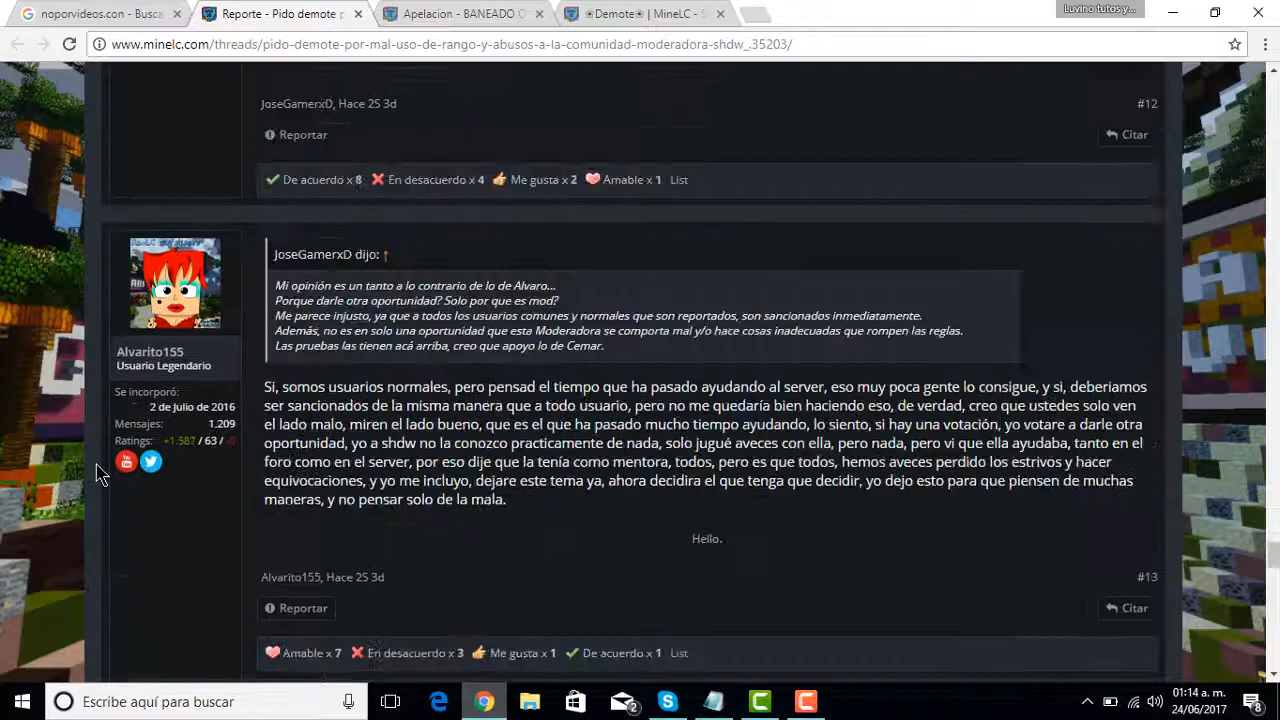 noporvideos.con - Busca
Reporte - Pido demote p
Apelacion - BANEADO C
☀Demote☀ | MineLC - S
Luvino tutos y...
www.minelc.com/threads/pido-demote-por-mal-uso-de-rango-y-abusos-a-la-comunidad-moderadora-shdw_.35203/
JoseGamerxD, Hace 2S 3d
#12
Reportar
Citar
De acuerdo x 8 En desacuerdo x 4 Me gusta x 2 Amable x 1 List
JoseGamerxD dijo: ↑
Mi opinión es un tanto a lo contrario de lo de Alvaro...
Porque darle otra oportunidad? Solo por que es mod?
Me parece injusto, ya que a todos los usuarios comunes y normales que son reportados, son sancionados inmediatamente.
Además, no es en solo una oportunidad que esta Moderadora se comporta mal y/o hace cosas inadecuadas que rompen las reglas.
Las pruebas las tienen acá arriba, creo que apoyo lo de Cemar.
Alvarito155
Usuario Legendario
Se incorporó:
2 de Julio de 2016
Mensajes: 1.209
Ratings: +1.587 / 63 / -0
Si, somos usuarios normales, pero pensad el tiempo que ha pasado ayudando al server, eso muy poca gente lo consigue, y si, deberiamos
ser sancionados de la misma manera que a todo usuario, pero no me quedaría bien haciendo eso, de verdad, creo que ustedes solo ven
el lado malo, miren el lado bueno, que es el que ha pasado mucho tiempo ayudando, lo siento, si hay una votación, yo votare a darle otra
oportunidad, yo a shdw no la conozco practicamente de nada, solo jugué aveces con ella, pero nada, pero vi que ella ayudaba, tanto en el
foro como en el server, por eso dije que la tenía como mentora, todos, pero es que todos, hemos aveces perdido los estrivos y hacer
equivocaciones, y yo me incluyo, dejare este tema ya, ahora decidira el que tenga que decidir, yo dejo esto para que piensen de muchas
maneras, y no pensar solo de la mala.
Hello.
Alvarito155, Hace 2S 3d
#13
Reportar
Citar
Amable x 7 En desacuerdo x 3 Me gusta x 1 De acuerdo x 1 List
Escribe aquí para buscar
2
01:14 a. m.
24/06/2017
8